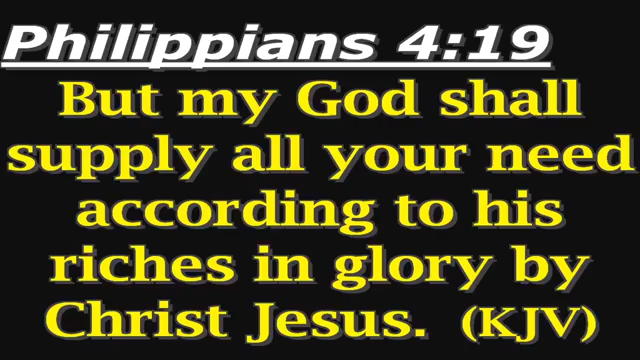 Philippians 4:19
But my God shall
supply all your need
according to his
riches in glory by
Christ Jesus. (KJV)